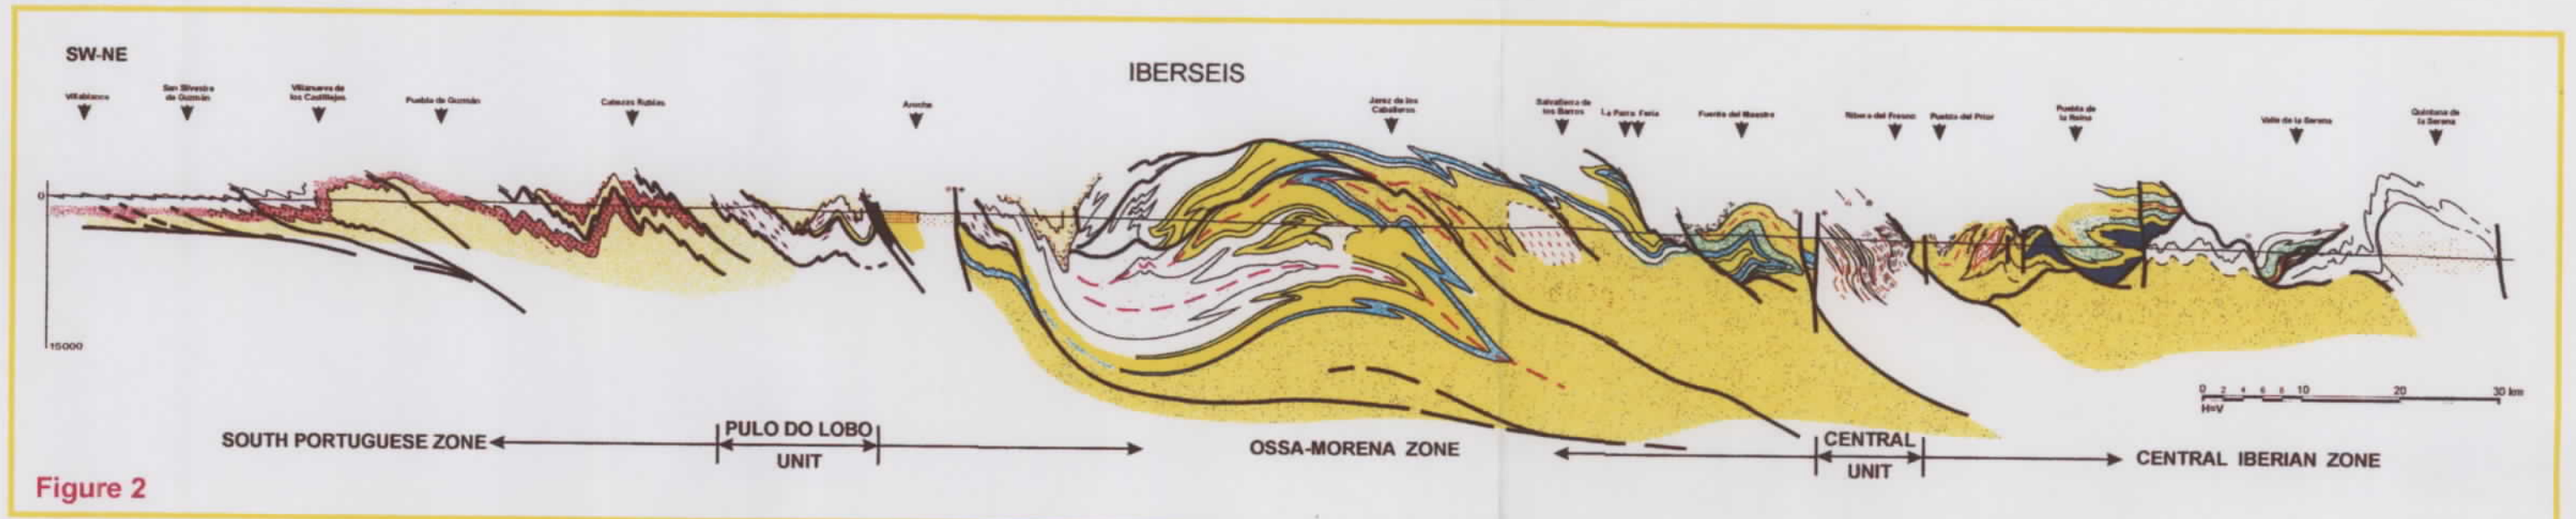 SW-NE
IBERSEIS
Villablanca
San Silvestre
de Guzmán
Villanueva de
los Castillejos
Puebla de Guzmán
Cabezas Rubias
Aroche
Jerez de los
Caballeros
Salvatierra de
los Barros
La Parra Feria
Fuente del Maestre
Ribera del Fresno
Puebla del Prior
Puebla de
la Reina
Valle de la Serena
Quintana de
la Serena
0
15000
0 2 4 6 8 10 20 30 km
H=V
SOUTH PORTUGUESE ZONE
PULO DO LOBO
UNIT
OSSA-MORENA ZONE
CENTRAL
UNIT
CENTRAL IBERIAN ZONE
Figure 2